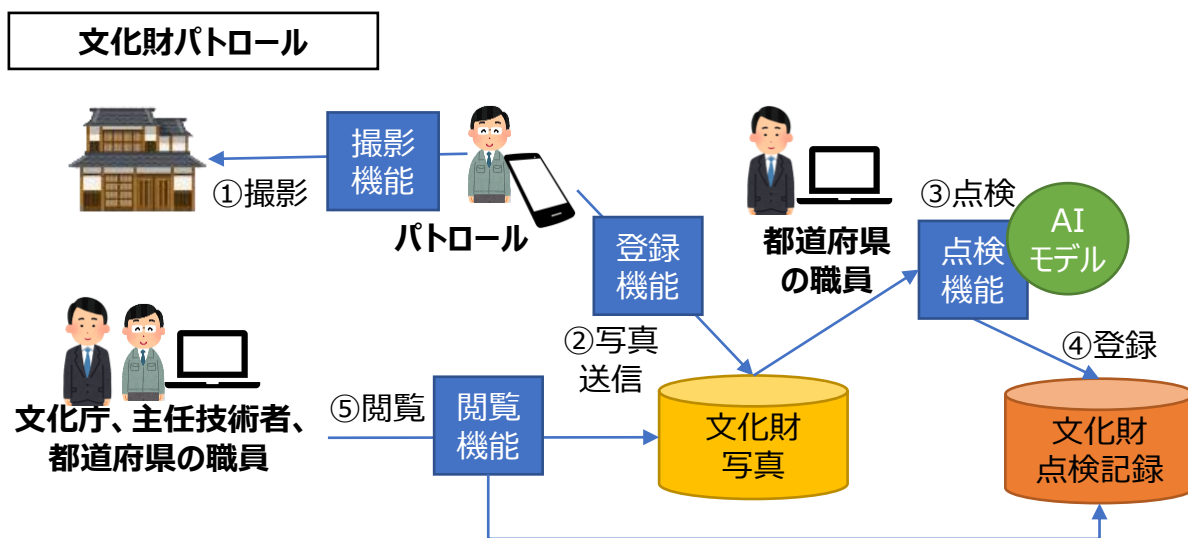 文化財パトロール
撮影
機能
①撮影
パトロール
登録
機能
②写真
送信
都道府県
の職員
③点検
点検
機能
AI
モデル
④登録
文化庁、主任技術者、
都道府県の職員
⑤閲覧
閲覧
機能
文化財
写真
文化財
点検記録